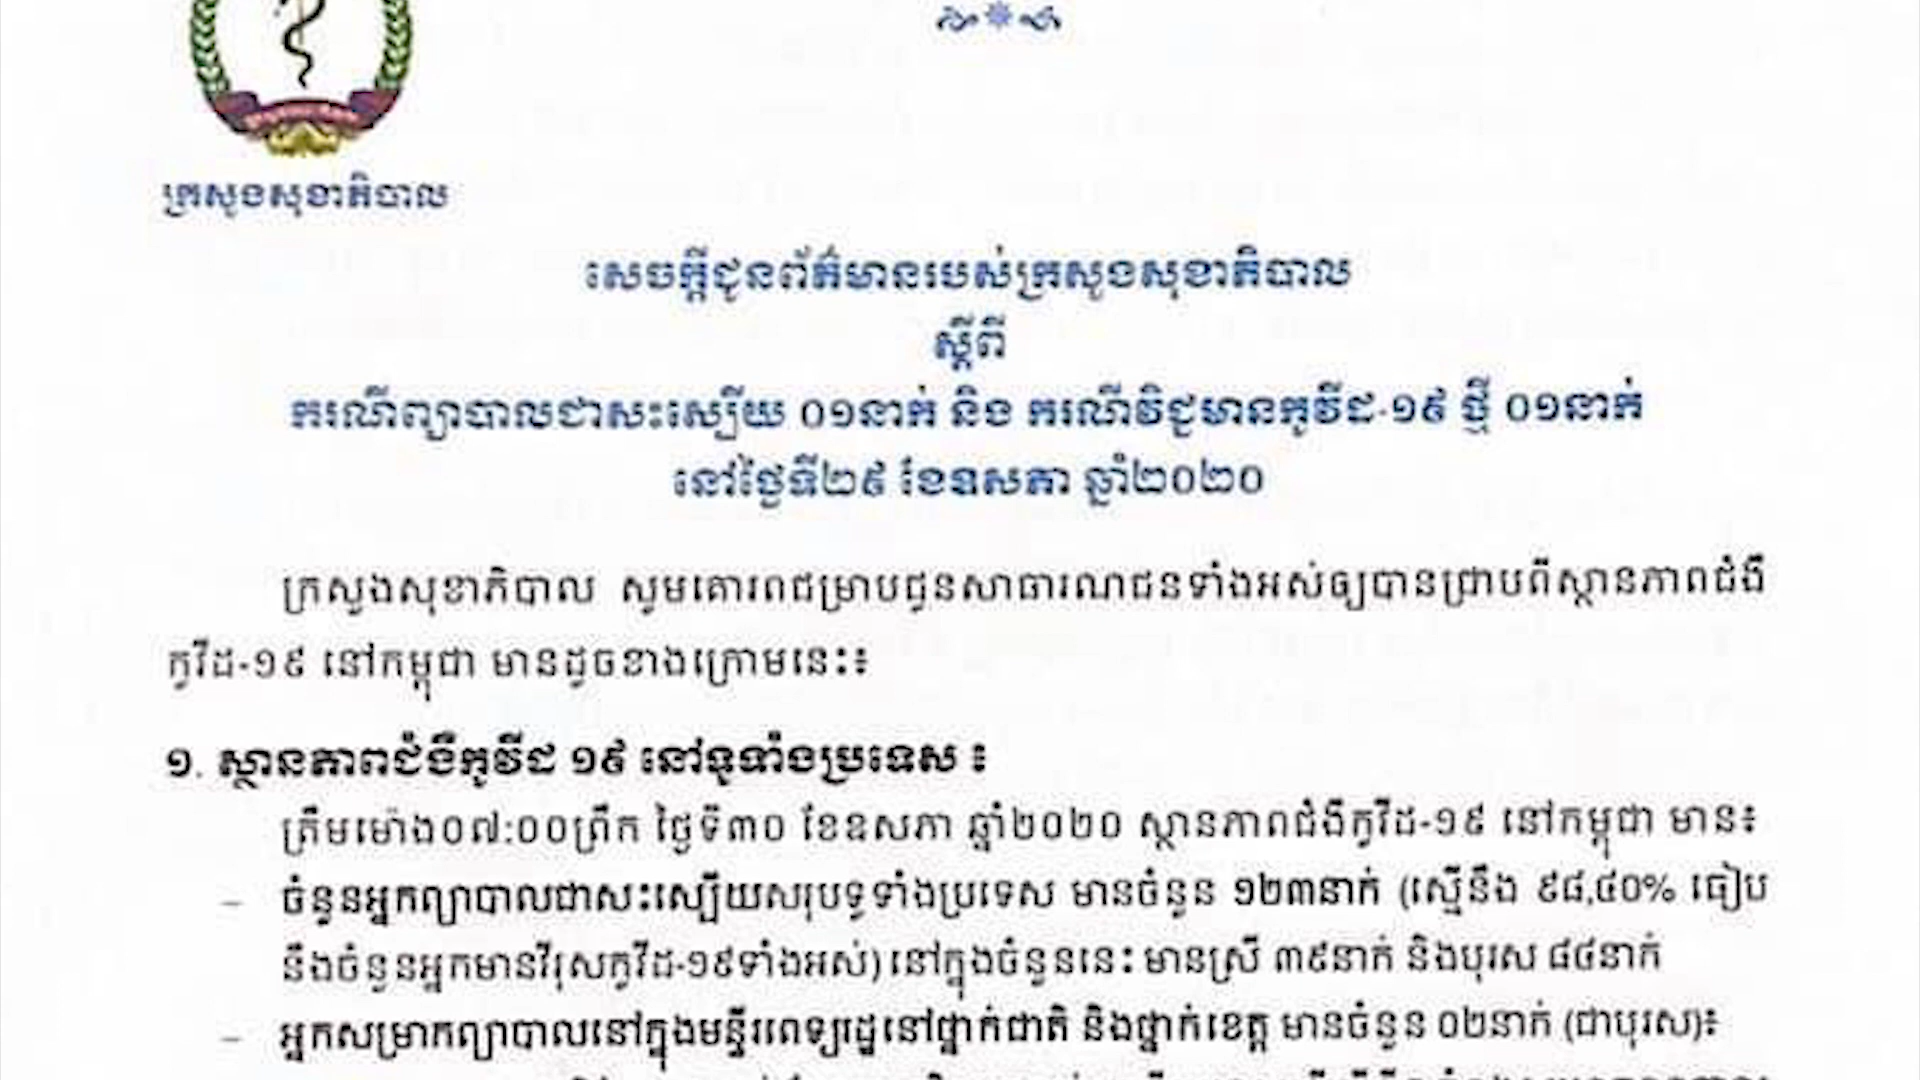 ក្រសួងសុខាភិបាល
សេចក្តីជូនព័ត៌មានរបស់ក្រសួងសុខាភិបាល
ស្តីពី
ករណីព្យាបាលជាសះស្បើយ ០១នាក់ និង ករណីវិជ្ជមានកូវីដ-១៩ ថ្មី ០១នាក់
នៅថ្ងៃទី២៩ ខែឧសភា ឆ្នាំ២០២០
ក្រសួងសុខាភិបាល សូមគោរពជម្រាបជូនសាធារណជនទាំងអស់ឲ្យបានជ្រាបពីស្ថានភាពជំងឺ
កូវីដ-១៩ នៅកម្ពុជា មានដូចខាងក្រោមនេះ៖
១. ស្ថានភាពជំងឺកូវីដ ១៩ នៅទូទាំងប្រទេស ៖
ត្រឹមម៉ោង០៧:០០ព្រឹក ថ្ងៃទី៣០ ខែឧសភា ឆ្នាំ២០២០ ស្ថានភាពជំងឺកូវីដ-១៩ នៅកម្ពុជា មាន៖
– ចំនួនអ្នកព្យាបាលជាសះស្បើយសរុបទូទាំងប្រទេស មានចំនួន ១២៣នាក់ (ស្មើនឹង ៩៨,៤០% ធៀប
នឹងចំនួនអ្នកមានវីរុសកូវីដ-១៩ទាំងអស់) នៅក្នុងចំនួននេះ មានស្រី ៣៩នាក់ និងបុរស ៨៤នាក់
– អ្នកសម្រាកព្យាបាលនៅក្នុងមន្ទីរពេទ្យរដ្ឋនៅថ្នាក់ជាតិ និងថ្នាក់ខេត្ត មានចំនួន ០២នាក់ (ជាបុរស)៖